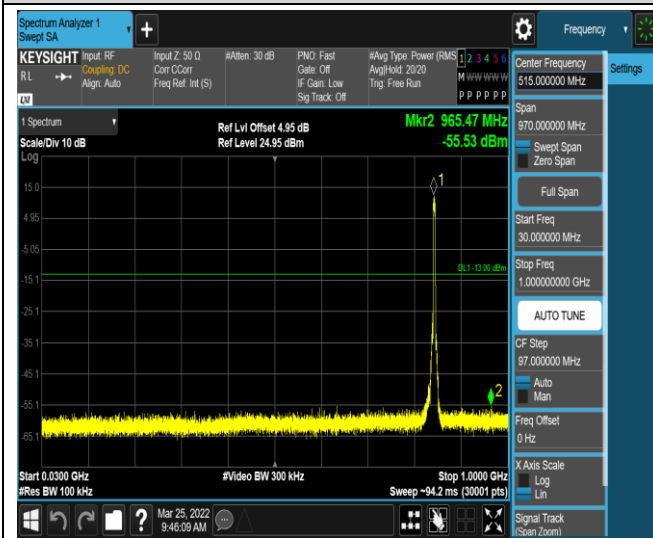 Spectrum Analyzer 1
Swept SA
+
Frequency
KEYSIGHT
RL
LXI
Input: RF
Coupling: DC
Align: Auto
Input Z: 50 Ω
Corr CCorr
Freq Ref: Int (S)
#Atten: 30 dB
PNO: Fast
Gate: Off
IF Gain: Low
Sig Track: Off
#Avg Type: Power (RMS
Avg|Hold: 20/20
Trig: Free Run
1 2 3 4 5 6
M W W W W W
P P P P P P
1 Spectrum
Scale/Div 10 dB
Log
Ref Lvl Offset 4.95 dB
Ref Level 24.95 dBm
Mkr2 965.47 MHz
-55.53 dBm
15.0
4.95
-5.05
-15.1
-25.1
-35.1
-45.1
-55.1
-65.1
1
DL1 -13.00 dBm
2
Start 0.0300 GHz
#Res BW 100 kHz
#Video BW 300 kHz
Stop 1.0000 GHz
Sweep ~94.2 ms (30001 pts)
?
Mar 25, 2022
9:46:09 AM
Center Frequency
515.000000 MHz
Settings
Span
970.000000 MHz
Swept Span
Zero Span
Full Span
Start Freq
30.000000 MHz
Stop Freq
1.000000000 GHz
AUTO TUNE
CF Step
97.000000 MHz
Auto
Man
Freq Offset
0 Hz
X Axis Scale
Log
Lin
Signal Track
(Span Zoom)